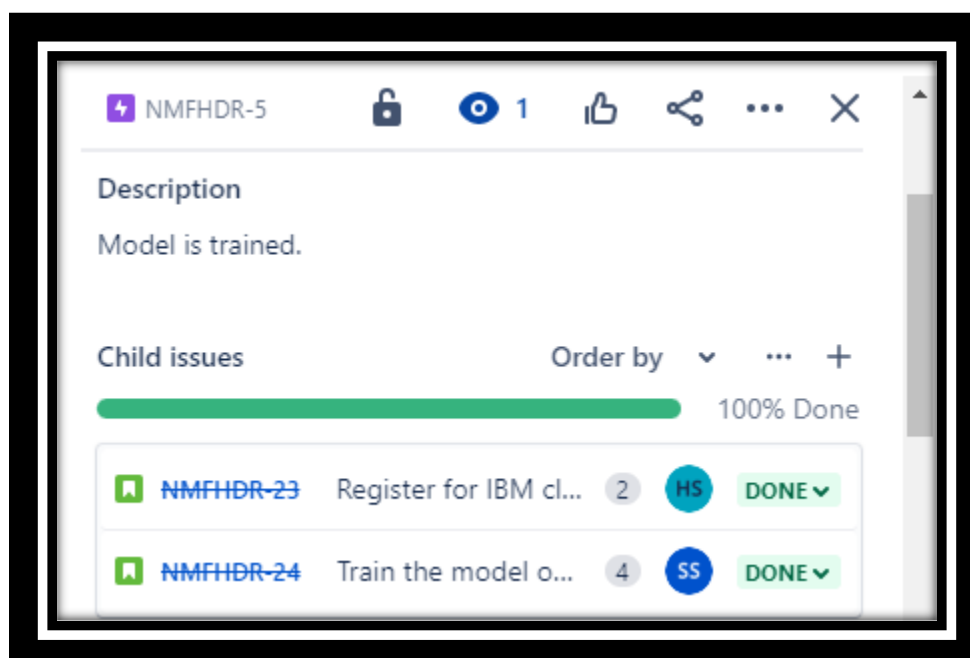 NMFHDR-5 1
Description
Model is trained.
Child issues Order by
100% Done
NMFHDR-23 Register for IBM cl... 2 HS DONE
NMFHDR-24 Train the model o... 4 SS DONE